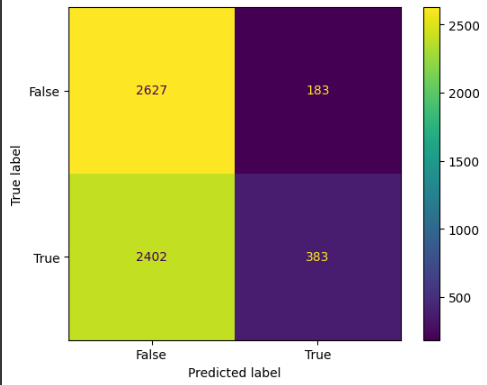 2500
2627 183
False
2000
True label
1500
1000
True
2402 383
500
False True
Predicted label